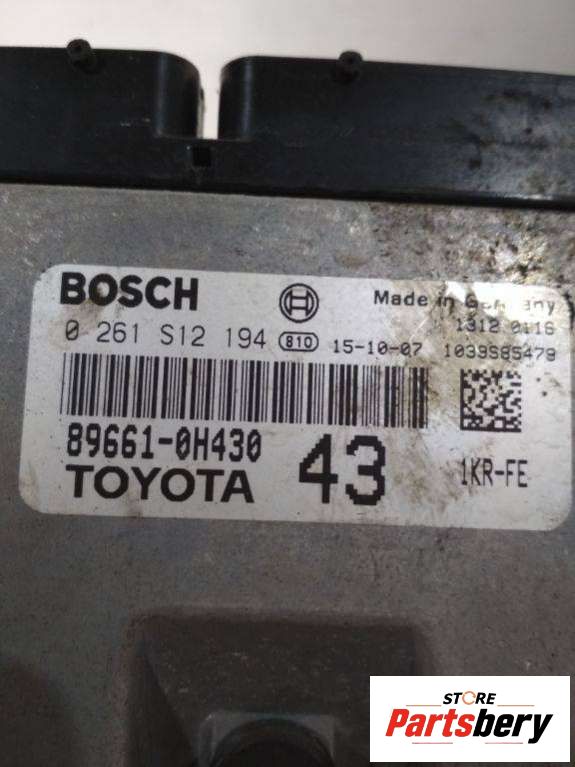 BOSCH
Made in Germany
1312 0116
0 261 S12 194 810 15-10-07 1039S85479
89661-0H430
TOYOTA
43
1KR-FE
STORE
Partsbery